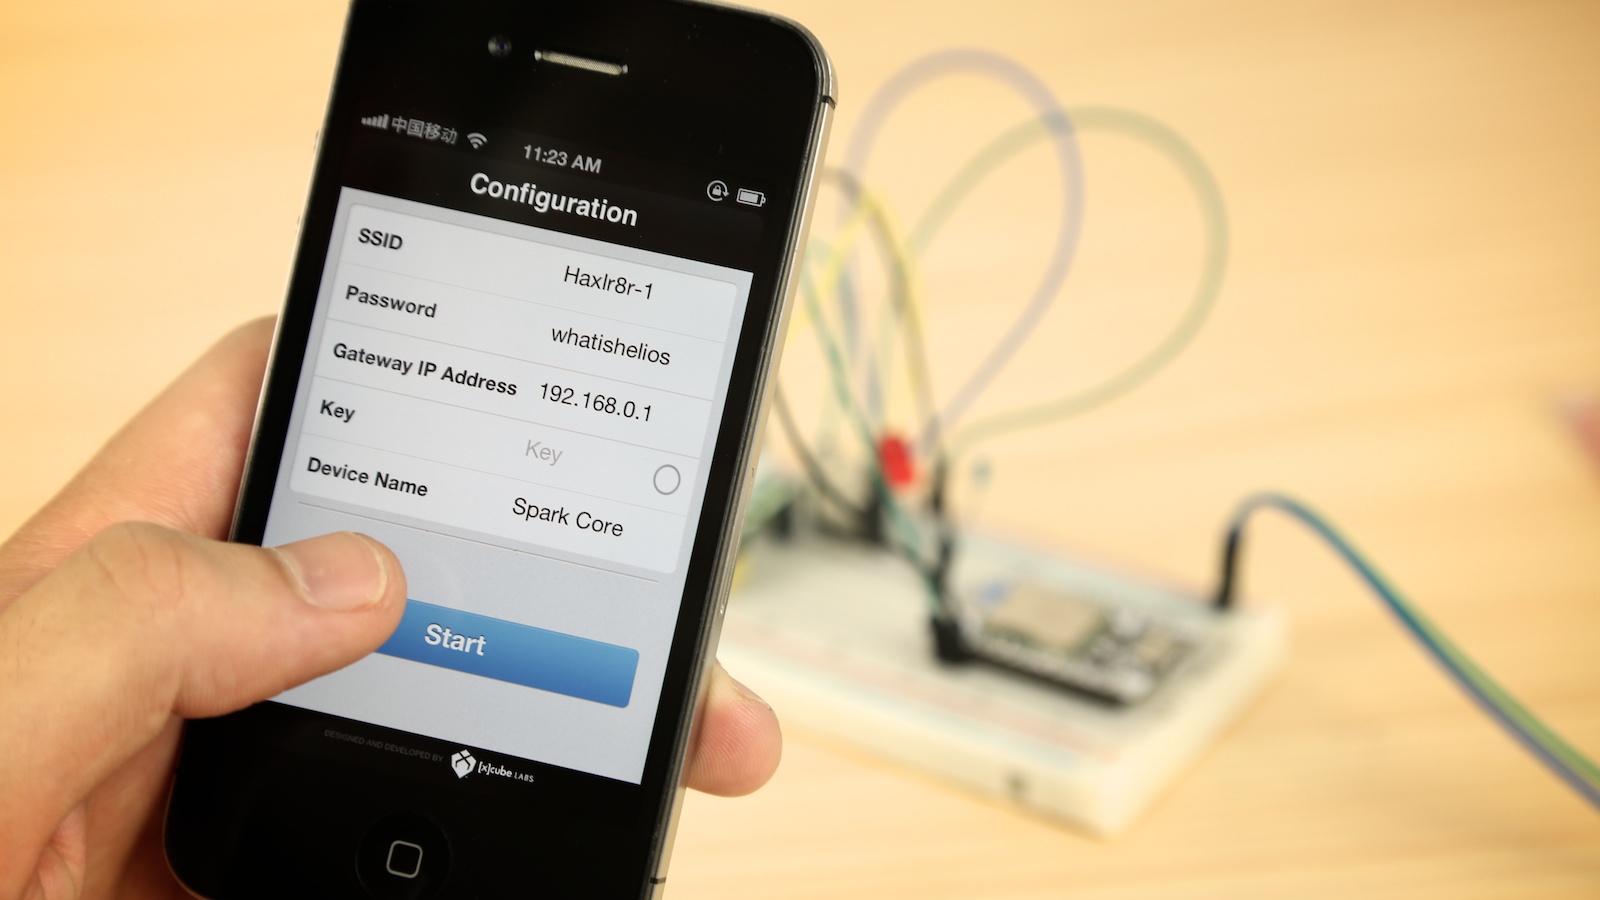 中国移动
11:23 AM
Configuration
SSID Haxlr8r-1
Password whatishelios
Gateway IP Address 192.168.0.1
Key Key
Device Name Spark Core
Start
DESIGNED AND DEVELOPED BY [x]cube LABS